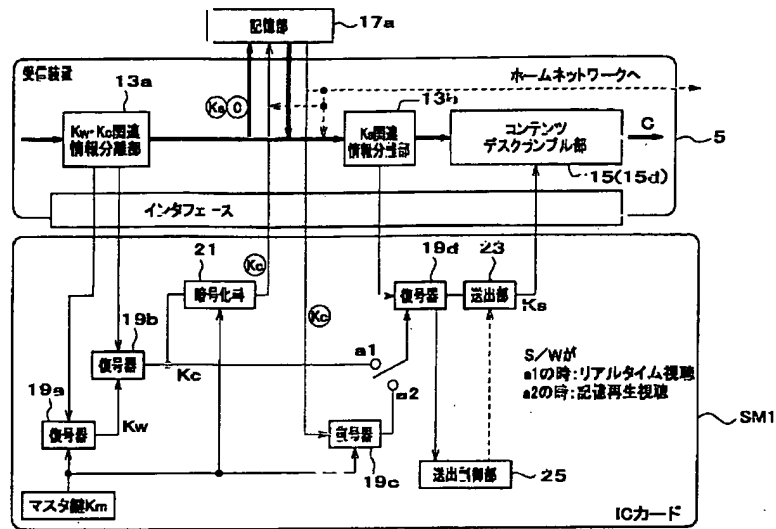 記憶部
17a
受信装置
13a
Ks
C
ホームネットワークへ
13b
Kw・Kc関連
情報分離部
Ks関連
情報分離部
コンテンツ
デスクランブル部
C
5
15(15d)
インタフェース
21
Kc
19d
23
暗号化器
Kc
復号器
送出部
Ks
19b
復号器
a1
S/Wが
a1の時:リアルタイム視聴
a2の時:記憶再生視聴
Kc
a2
19a
復号器
Kw
復号器
19c
SM1
送出制御部
25
マスタ鍵Km
ICカード